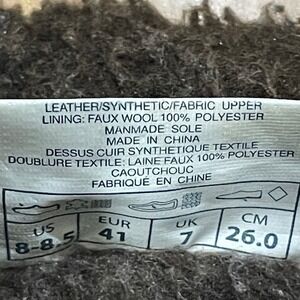 LEATHER/SYNTHETIC/FABRIC UPPER
LINING: FAUX WOOL 100% POLYESTER
MANMADE SOLE
MADE IN CHINA
DESSUS CUIR SYNTHETIQUE TEXTILE
DOUBLURE TEXTILE: LAINE FAUX 100% POLYESTER
CAOUTCHOUC
FABRIQUÉ EN CHINE
US EUR UK CM
8-8.5 41 7 26.0